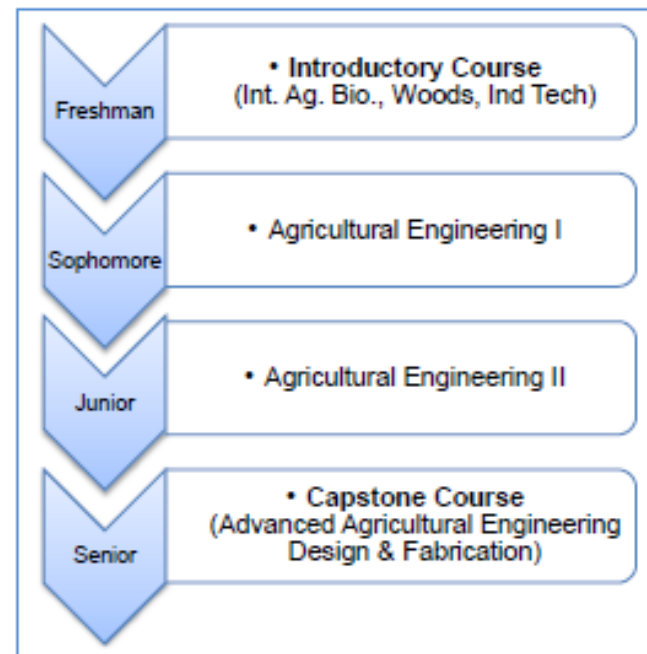 • Introductory Course
(Int. Ag. Bio., Woods, Ind Tech)
Freshman
• Agricultural Engineering I
Sophomore
• Agricultural Engineering II
Junior
• Capstone Course
(Advanced Agricultural Engineering
Design & Fabrication)
Senior